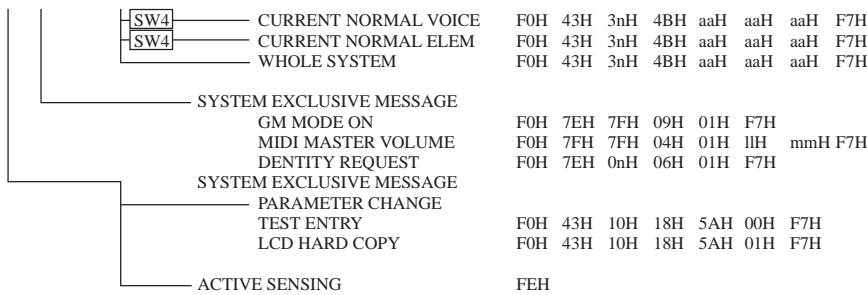 SW4 CURRENT NORMAL VOICE F0H 43H 3nH 4BH aaH aaH aaH F7H
SW4 CURRENT NORMAL ELEM F0H 43H 3nH 4BH aaH aaH aaH F7H
WHOLE SYSTEM F0H 43H 3nH 4BH aaH aaH aaH F7H
SYSTEM EXCLUSIVE MESSAGE
GM MODE ON F0H 7EH 7FH 09H 01H F7H
MIDI MASTER VOLUME F0H 7FH 7FH 04H 01H llH mmH F7H
DENTITY REQUEST F0H 7EH 0nH 06H 01H F7H
SYSTEM EXCLUSIVE MESSAGE
PARAMETER CHANGE
TEST ENTRY F0H 43H 10H 18H 5AH 00H F7H
LCD HARD COPY F0H 43H 10H 18H 5AH 01H F7H
ACTIVE SENSING FEH